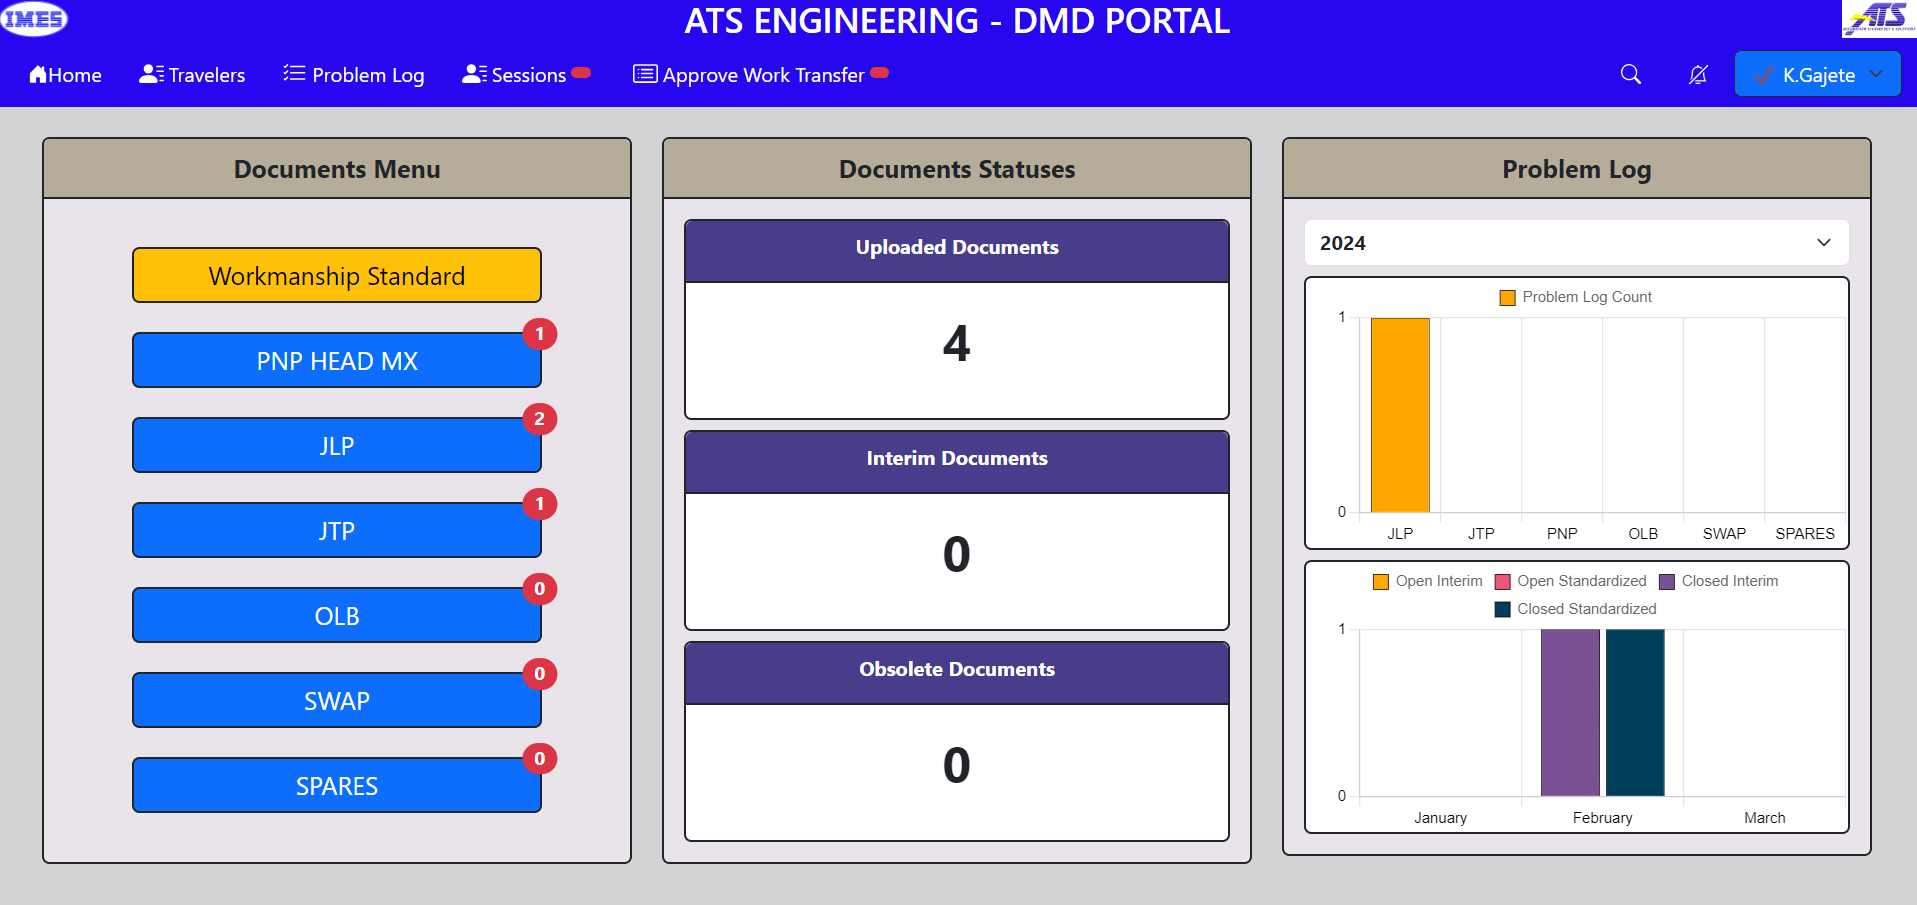 IMES
ATS ENGINEERING - DMD PORTAL
ATS
Home
Travelers
Problem Log
Sessions
Approve Work Transfer
K.Gajete
Documents Menu
Workmanship Standard
1
PNP HEAD MX
2
JLP
1
JTP
0
OLB
0
SWAP
0
SPARES
Documents Statuses
Uploaded Documents
4
Interim Documents
0
Obsolete Documents
0
Problem Log
2024
Problem Log Count
1
0
JLP JTP PNP OLB SWAP SPARES
Open Interim Open Standardized Closed Interim
Closed Standardized
1
0
January February March